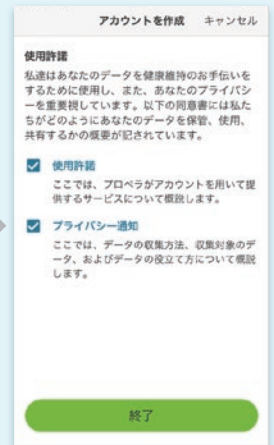 アカウントを作成 キャンセル
使用許諾
私達はあなたのデータを健康維持のお手伝いを
するために使用し、また、あなたのプライバシ
ーを重要視しています。以下の同意書には私た
ちがどのようにあなたのデータを保管、使用、
共有するかの概要が記されています。
使用許諾
ここでは、プロペラがアカウントを用いて提
供するサービスについて概説します。
プライバシー通知
ここでは、データの収集方法、収集対象のデ
ータ、およびデータの役立て方について概説
します。
終了